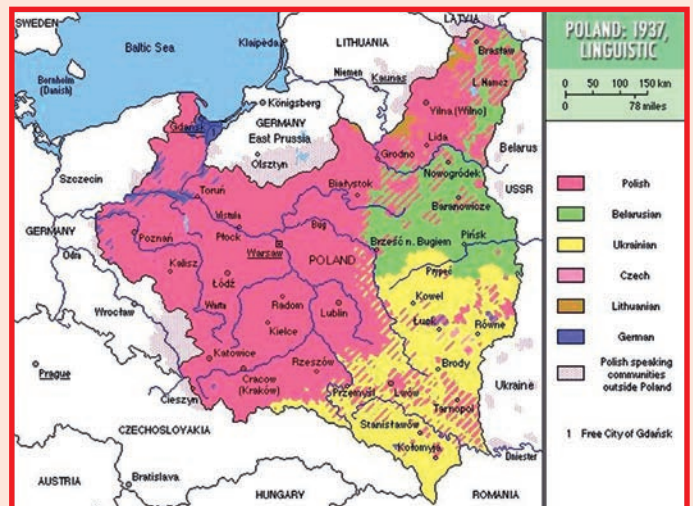 SWEDEN
LATVIA
POLAND: 1937,
LINGUISTIC
Baltic Sea
Klaipėda
LITHUANIA
Brasław
0 50 100 150 km
0 78 miles
Bornholm
(Danish)
Niemen
Kaunas
Königsberg
Vilna (Wilno)
Gdańsk
1
GERMANY
East Prussia
Lida
Belarus
Olsztyn
Grodno
Nowogródek
Szczecin
USSR
Polish
Toruń
Białystok
Baranowicze
Belarusian
Vistula
Bug
GERMANY
Poznań
Płock
Warsaw
Brześć n. Bugiem
Pińsk
Ukrainian
Odra
POLAND
Kalisz
Prypeć
Czech
Łódź
Warta
Radom
Lublin
Kowel
Lithuanian
Wrocław
Łuck
Równe
Kielce
German
Katowice
Rzeszów
Brody
Prague
Polish speaking
communities
outside Poland
Cracow
(Kraków)
Cieszyn
Przemyśl
Lwów
Ukraine
Tarnopol
Stanisławów
CZECHOSLOYAKIA
1 Free City of Gdańsk
Kołomyja
Dniester
AUSTRIA
Bratislava
HUNGARY
ROMANIA